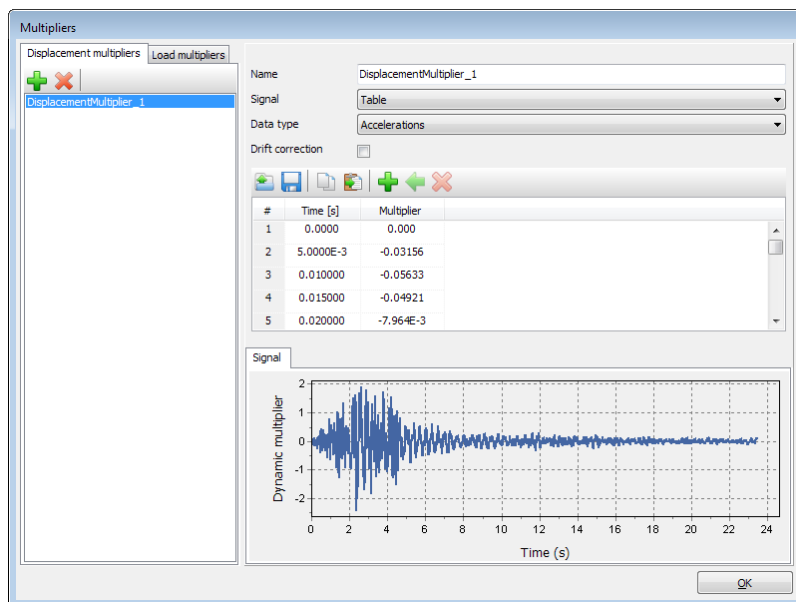 Multipliers
Displacement multipliers Load multipliers
DisplacementMultiplier_1
Name DisplacementMultiplier_1
Signal Table
Data type Accelerations
Drift correction
# Time [s] Multiplier
1 0.0000 0.000
2 5.0000E-3 -0.03156
3 0.010000 -0.05633
4 0.015000 -0.04921
5 0.020000 -7.964E-3
Signal
Dynamic multiplier
2
1
0
-1
-2
0 2 4 6 8 10 12 14 16 18 20 22 24
Time (s)
OK